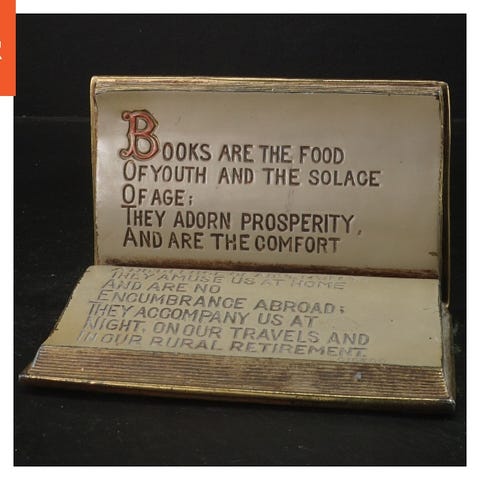 BOOKS ARE THE FOOD
OF YOUTH AND THE SOLACE
OF AGE;
THEY ADORN PROSPERITY,
AND ARE THE COMFORT
THEY AMUSE US AT HOME
AND ARE NO
ENCUMBRANCE ABROAD;
THEY ACCOMPANY US AT
NIGHT, ON OUR TRAVELS AND
IN OUR RURAL RETIREMENT.